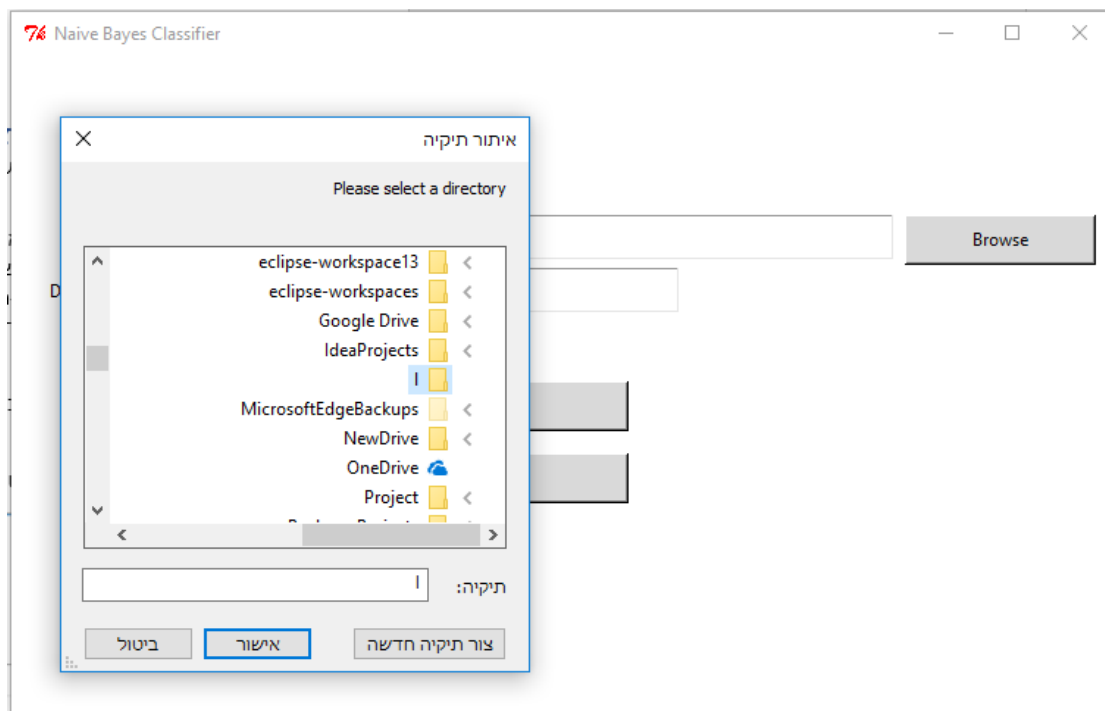 Naive Bayes Classifier
איתור תיקיה
Please select a directory
Browse
eclipse-workspace13
D
eclipse-workspaces
Google Drive
IdeaProjects
I
MicrosoftEdgeBackups
NewDrive
OneDrive
Project
תיקיה:
I
צור תיקיה חדשה
אישור
ביטול